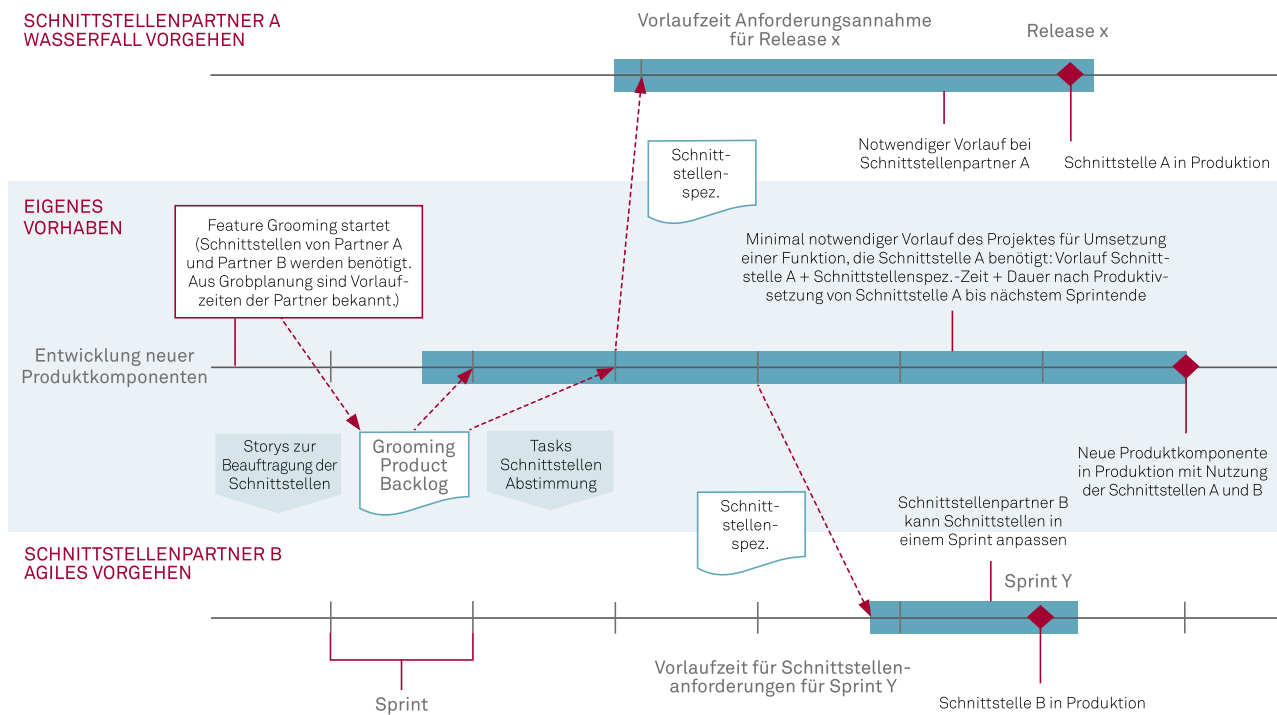 SCHNITTSTELLENPARTNER A
WASSERFALL VORGEHEN
Vorlaufzeit Anforderungsannahme
für Release x
Release x
Notwendiger Vorlauf bei
Schnittstellenpartner A
Schnittstelle A in Produktion
Schnitt-
stellen-
spez.
EIGENES
VORHABEN
Feature Grooming startet
(Schnittstellen von Partner A
und Partner B werden benötigt.
Aus Grobplanung sind Vorlauf-
zeiten der Partner bekannt.)
Minimal notwendiger Vorlauf des Projektes für Umsetzung
einer Funktion, die Schnittstelle A benötigt: Vorlauf Schnitt-
stelle A + Schnittstellenspez.-Zeit + Dauer nach Produktiv-
setzung von Schnittstelle A bis nächstem Sprintende
Entwicklung neuer
Produktkomponenten
Storys zur
Beauftragung der
Schnittstellen
Grooming
Product
Backlog
Tasks
Schnittstellen
Abstimmung
Neue Produktkomponente
in Produktion mit Nutzung
der Schnittstellen A und B
Schnitt-
stellen-
spez.
Schnittstellenpartner B
kann Schnittstellen in
einem Sprint anpassen
SCHNITTSTELLENPARTNER B
AGILES VORGEHEN
Sprint Y
Vorlaufzeit für Schnittstellen-
anforderungen für Sprint Y
Sprint
Schnittstelle B in Produktion